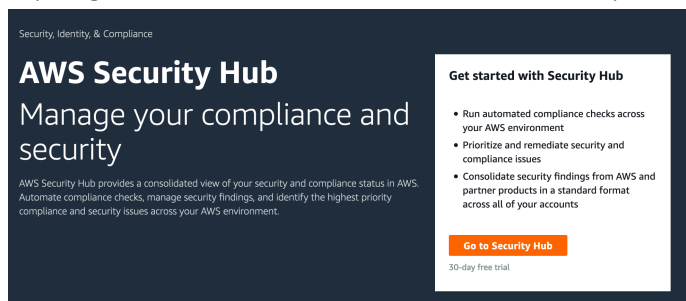 Security, Identity, & Compliance
AWS Security Hub
Manage your compliance and
security
AWS Security Hub provides a consolidated view of your security and compliance status in AWS.
Automate compliance checks, manage security findings, and identify the highest priority
compliance and security issues across your AWS environment.
Get started with Security Hub
• Run automated compliance checks across
your AWS environment
• Prioritize and remediate security and
compliance issues
• Consolidate security findings from AWS and
partner products in a standard format
across all of your accounts
Go to Security Hub
30-day free trial